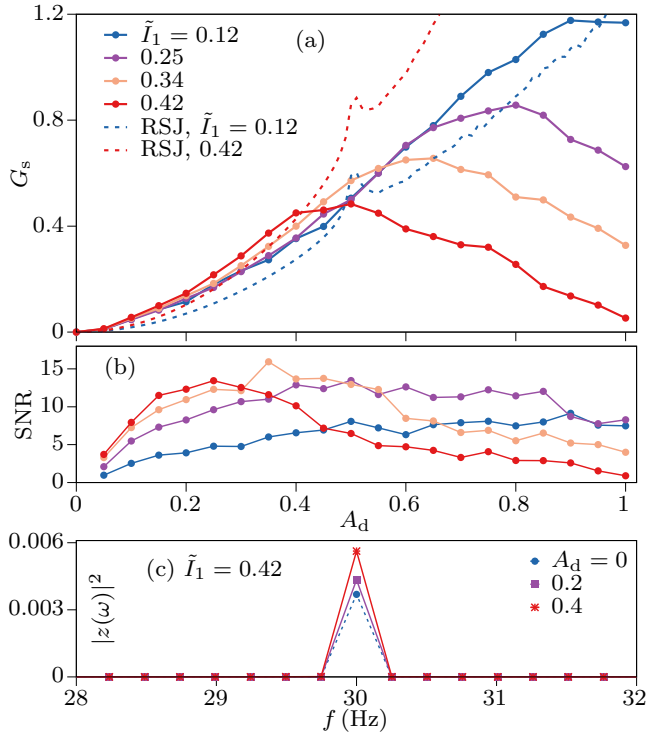 1.2
0.8
0.4
0
G_s
(a)
Ĩ_1 = 0.12
0.25
0.34
0.42
RSJ, Ĩ_1 = 0.12
RSJ, 0.42
15
10
5
0
SNR
(b)
0 0.2 0.4 0.6 0.8 1
A_d
0.006
0.003
0
|z(ω)|^2
(c) Ĩ_1 = 0.42
A_d = 0
0.2
0.4
28 29 30 31 32
f (Hz)